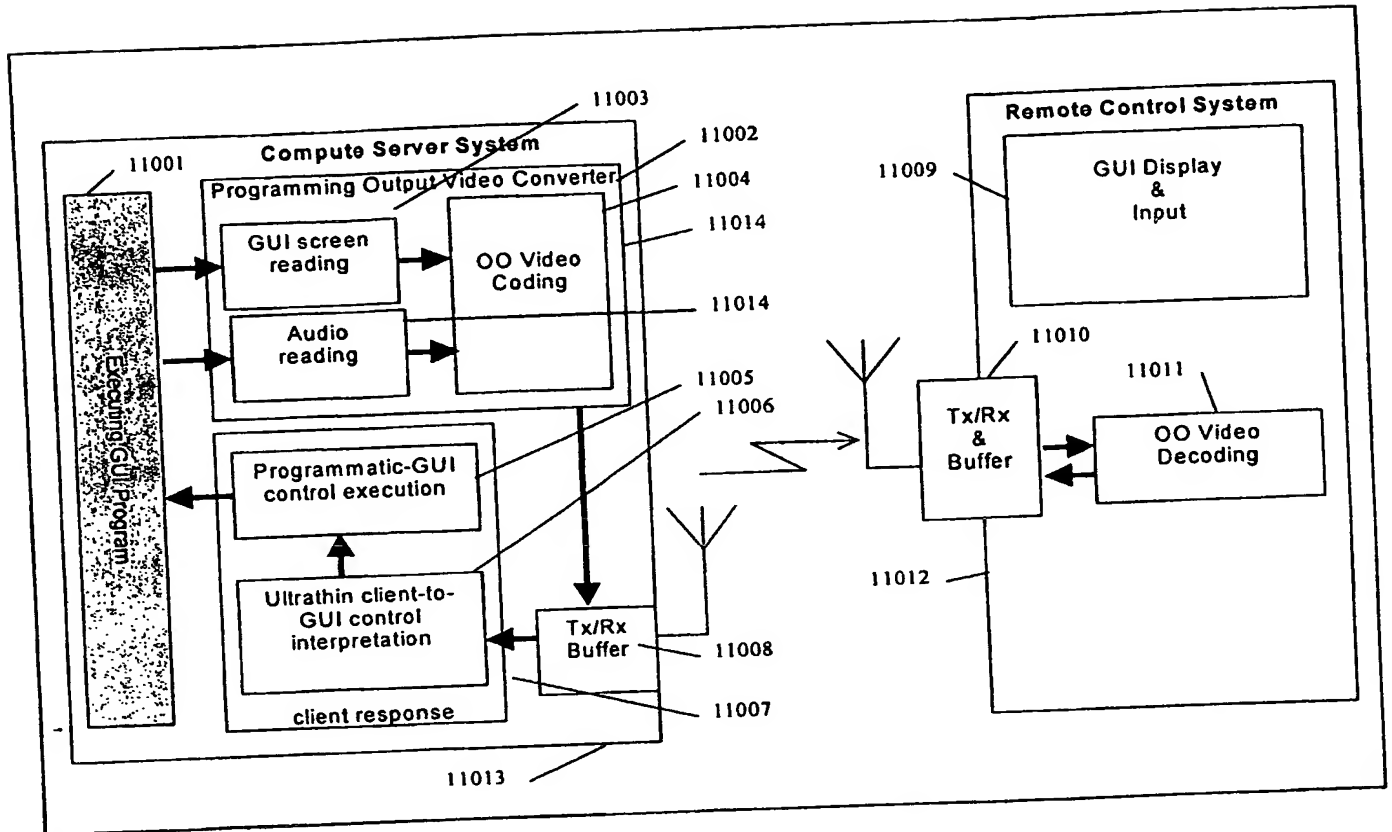 11003
Remote Control System
11001
Compute Server System
11002
Programming Output Video Converter
11004
11009
GUI Display
&
Input
GUI screen
reading
OO Video
Coding
11014
Audio
reading
11014
11010
11005
11011
11006
Executing GUI Program
Programmatic-GUI
control execution
Tx/Rx
&
Buffer
OO Video
Decoding
11012
Ultrathin client-to-
GUI control
interpretation
Tx/Rx
Buffer
11008
client response
11007
11013